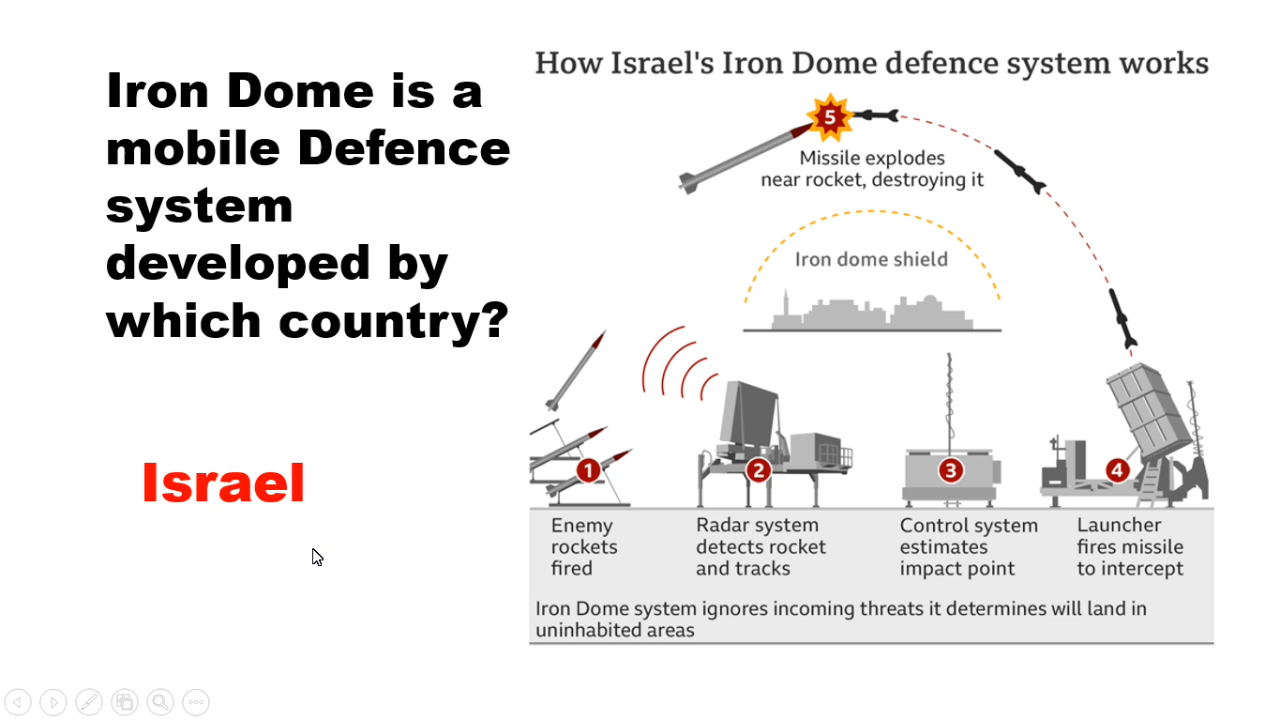 Iron Dome is a
mobile Defence
system
developed by
which country?
Israel
How Israel's Iron Dome defence system works
5
Missile explodes
near rocket, destroying it
Iron dome shield
1
2
3
4
Enemy
rockets
fired
Radar system
detects rocket
and tracks
Control system
estimates
impact point
Launcher
fires missile
to intercept
Iron Dome system ignores incoming threats it determines will land in
uninhabited areas